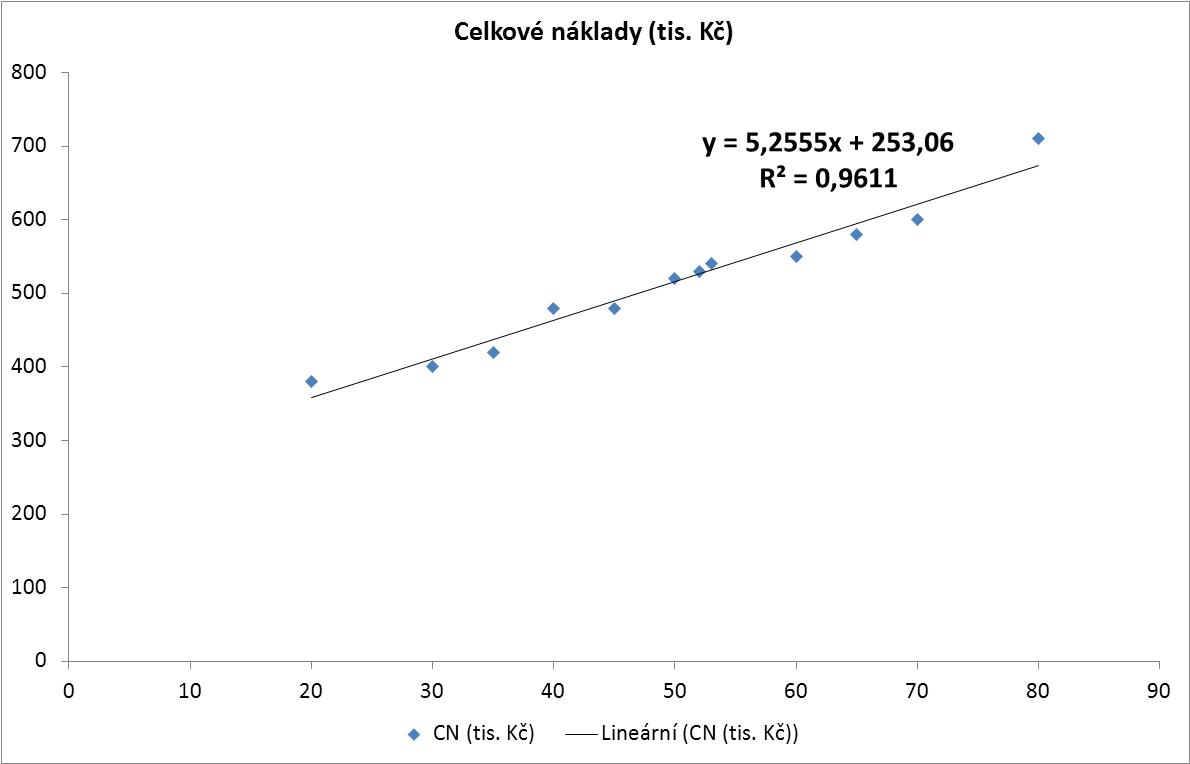 Celkové náklady (tis. Kč)
800
700
600
500
400
300
200
100
0
y = 5,2555x + 253,06
R² = 0,9611
0 10 20 30 40 50 60 70 80 90
CN (tis. Kč) Lineární (CN (tis. Kč))